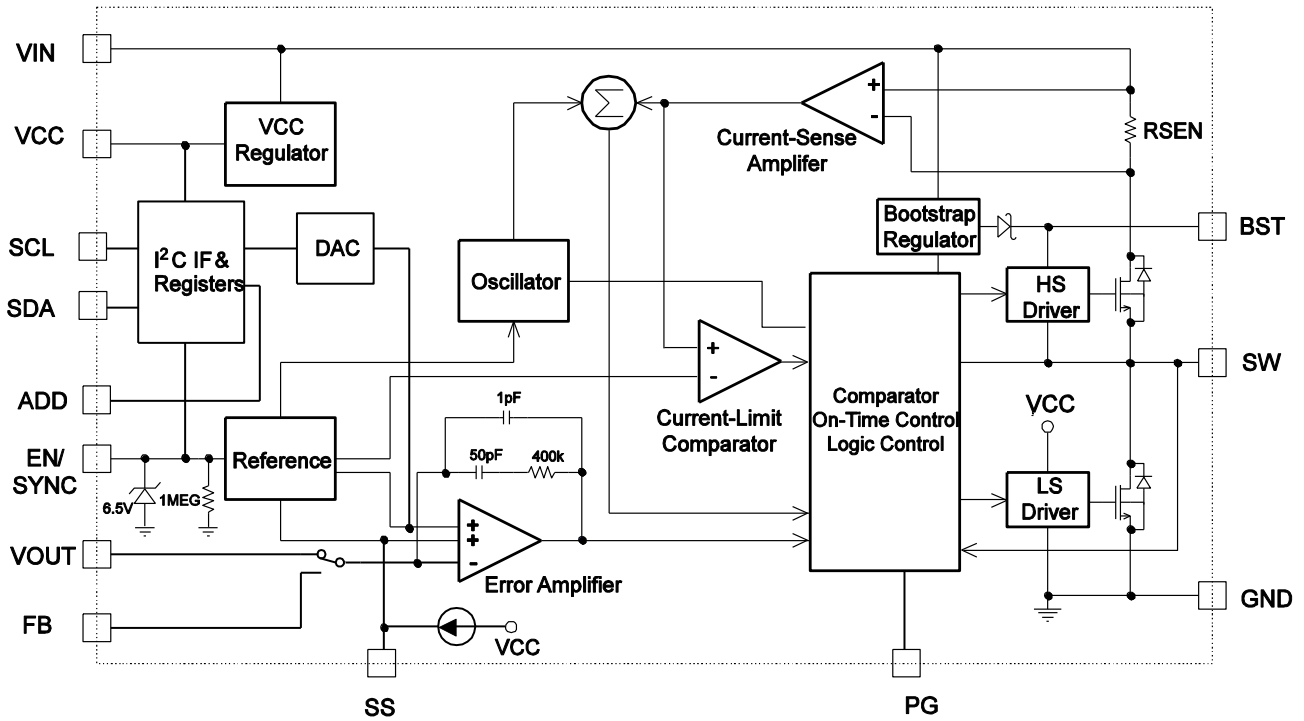 VIN
VCC
VCC
Regulator
Σ
+
-
Current-Sense
Amplifer
RSEN
SCL
SDA
I²C IF &
Registers
DAC
Oscillator
Bootstrap
Regulator
BST
HS
Driver
ADD
+
-
Current-Limit
Comparator
Comparator
On-Time Control
Logic Control
SW
VCC
EN/
SYNC
6.5V
1MEG
Reference
1pF
50pF
400k
LS
Driver
VOUT
+
+
-
Error Amplifier
FB
VCC
GND
SS
PG